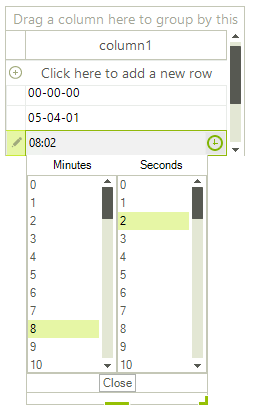 Drag a column here to group by this
column1
Click here to add a new row
00-00-00
05-04-01
08:02
Minutes Seconds
0 0
1 1
2 2
3 3
4 4
5 5
6 6
7 7
8 8
9 9
10 10
Close